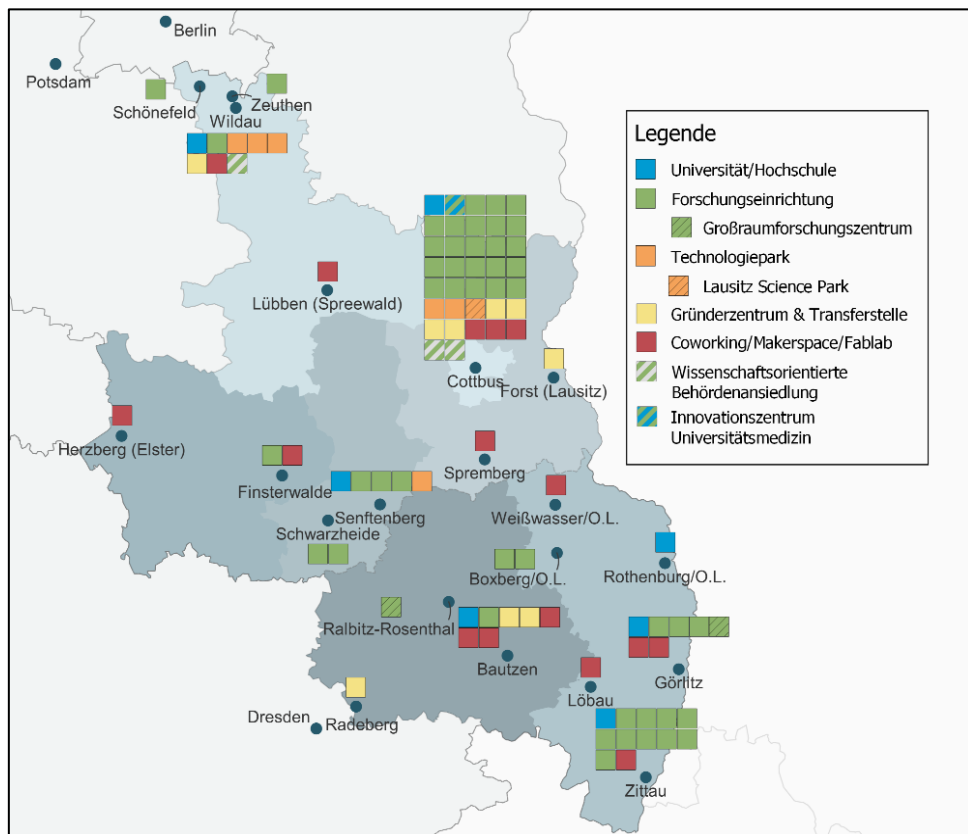 Berlin
Potsdam
Schönefeld
Zeuthen
Wildau
Legende
Universität/Hochschule
Forschungseinrichtung
Großraumforschungszentrum
Technologiepark
Lausitz Science Park
Gründerzentrum & Transferstelle
Coworking/Makerspace/Fablab
Wissenschaftsorientierte
Behördenansiedlung
Innovationszentrum
Universitätsmedizin
Lübben (Spreewald)
Cottbus
Forst (Lausitz)
Herzberg (Elster)
Finsterwalde
Spremberg
Senftenberg
Schwarzheide
Weißwasser/O.L.
Boxberg/O.L.
Rothenburg/O.L.
Ralbitz-Rosenthal
Bautzen
Görlitz
Löbau
Dresden
Radeberg
Zittau